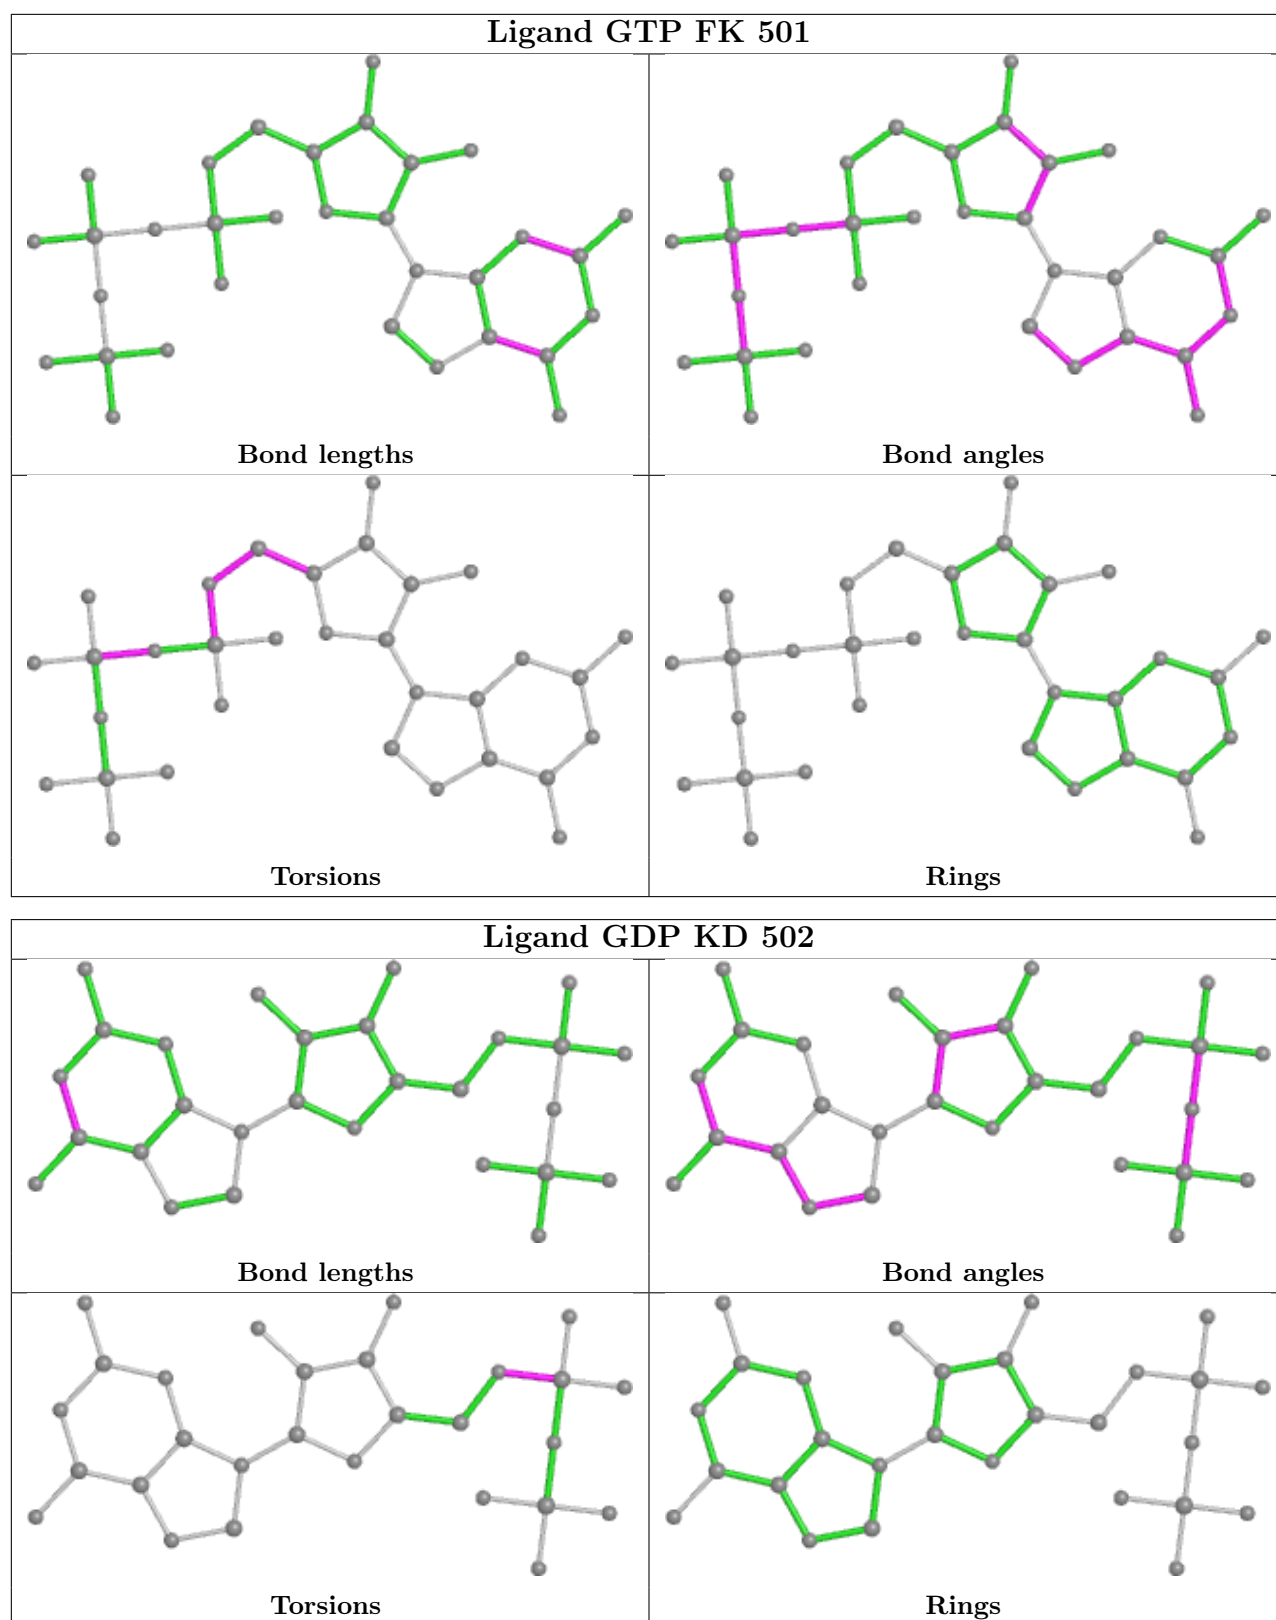 Ligand GTP FK 501
Bond lengths
Bond angles
Torsions
Rings
Ligand GDP KD 502
Bond lengths
Bond angles
Torsions
Rings